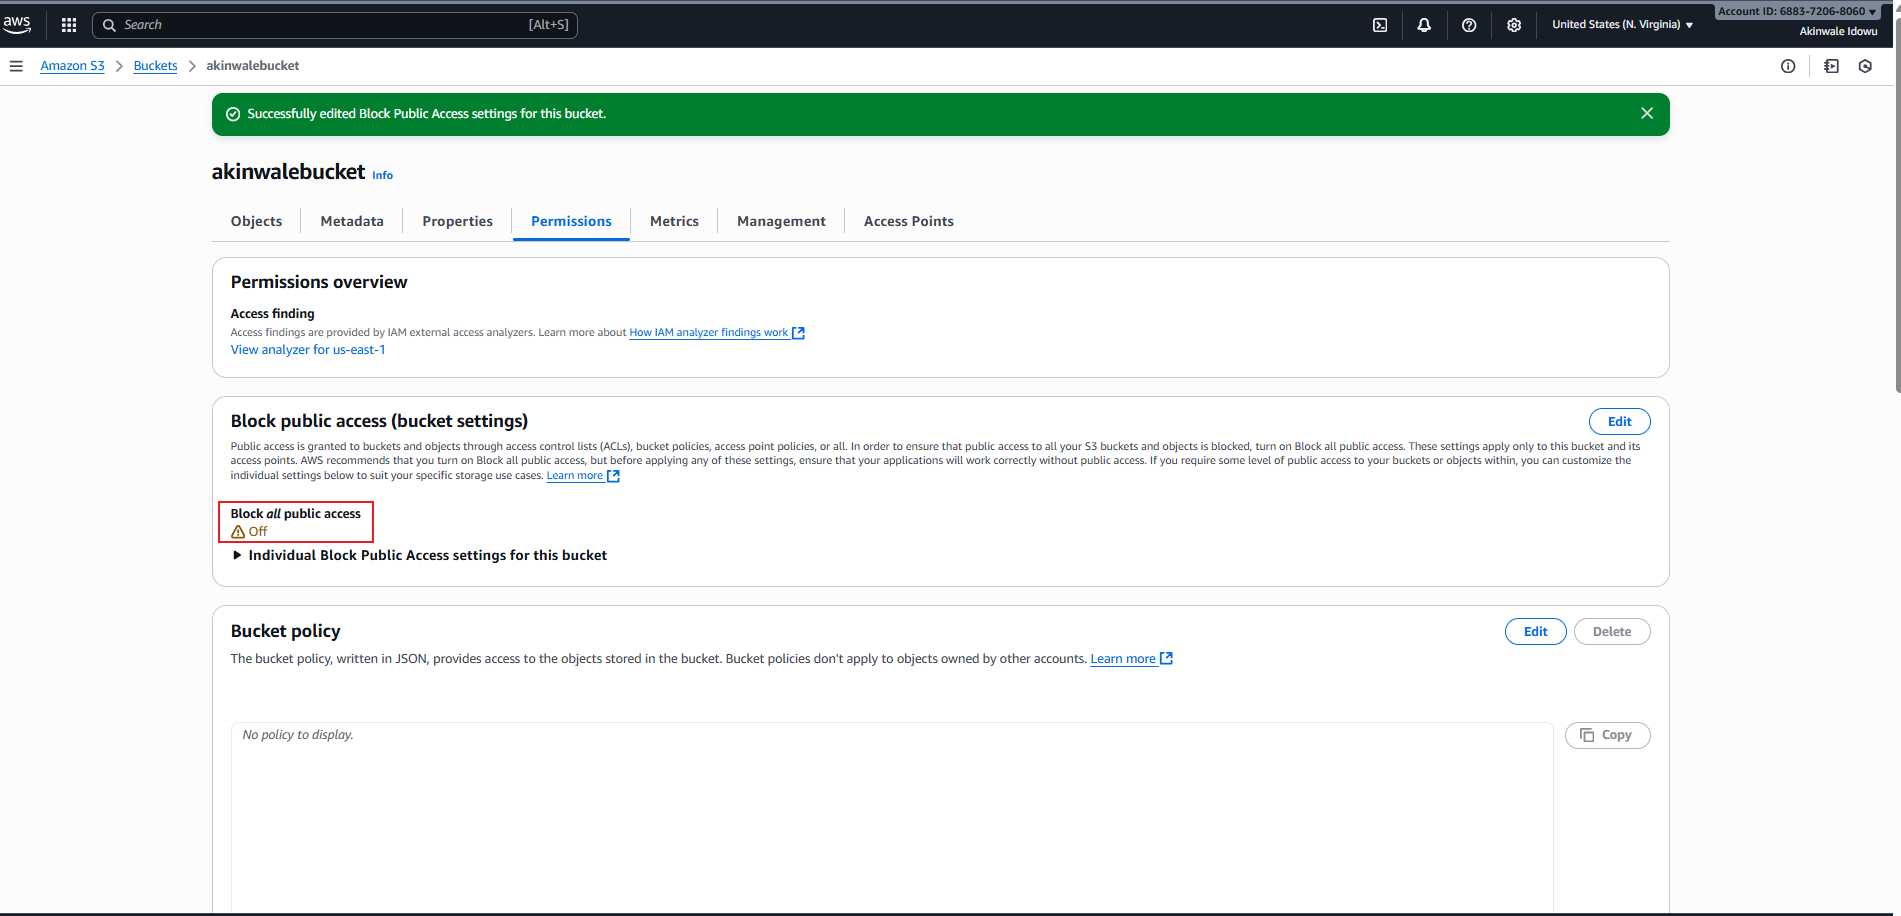 aws
Search
[Alt+S]
United States (N. Virginia)
Account ID: 6883-7206-8060
Akinwale Idowu
Amazon S3 > Buckets > akinwalebucket
Successfully edited Block Public Access settings for this bucket.
akinwalebucket Info
Objects
Metadata
Properties
Permissions
Metrics
Management
Access Points
Permissions overview
Access finding
Access findings are provided by IAM external access analyzers. Learn more about How IAM analyzer findings work
View analyzer for us-east-1
Block public access (bucket settings)
Edit
Public access is granted to buckets and objects through access control lists (ACLs), bucket policies, access point policies, or all. In order to ensure that public access to all your S3 buckets and objects is blocked, turn on Block all public access. These settings apply only to this bucket and its
access points. AWS recommends that you turn on Block all public access, but before applying any of these settings, ensure that your applications will work correctly without public access. If you require some level of public access to your buckets or objects within, you can customize the
individual settings below to suit your specific storage use cases. Learn more
Block all public access
Off
Individual Block Public Access settings for this bucket
Bucket policy
Edit
Delete
The bucket policy, written in JSON, provides access to the objects stored in the bucket. Bucket policies don't apply to objects owned by other accounts. Learn more
No policy to display.
Copy